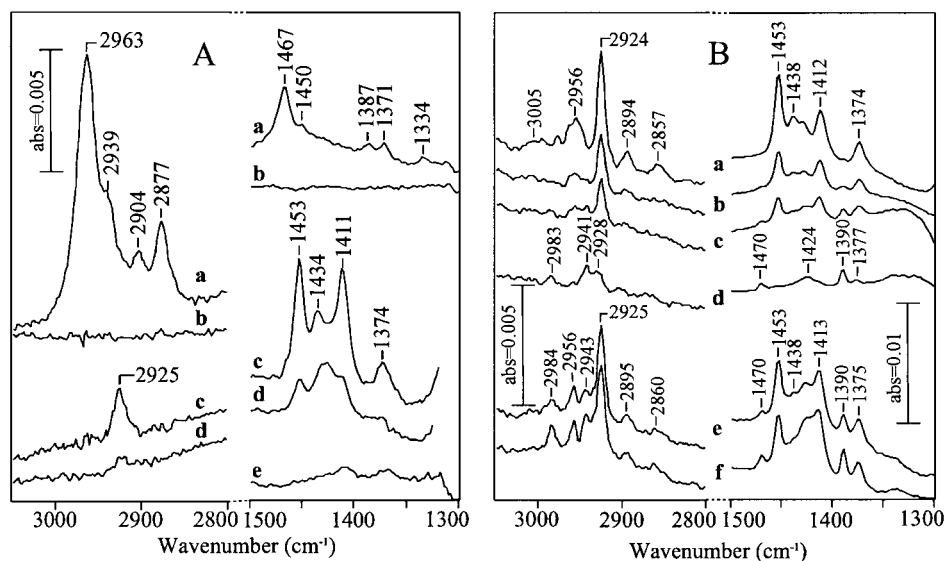 A
2963
2939
2904
2877
abs=0.005
a
b
2925
c
d
1467
1450
1387
1371
1334
a
b
1453
1434
1411
1374
c
d
e
3000 2900 2800 1500 1400 1300
Wavenumber (cm⁻¹)
B
3005
2956
2924
2894
2857
1453
1438
1412
1374
a
b
c
2983
2941
2928
1470
1424
1390
1377
d
abs=0.005
abs=0.01
2984
2956
2943
2925
2895
2860
1470
1453
1438
1413
1390
1375
e
f
3000 2900 2800 1500 1400 1300
Wavenumber (cm⁻¹)